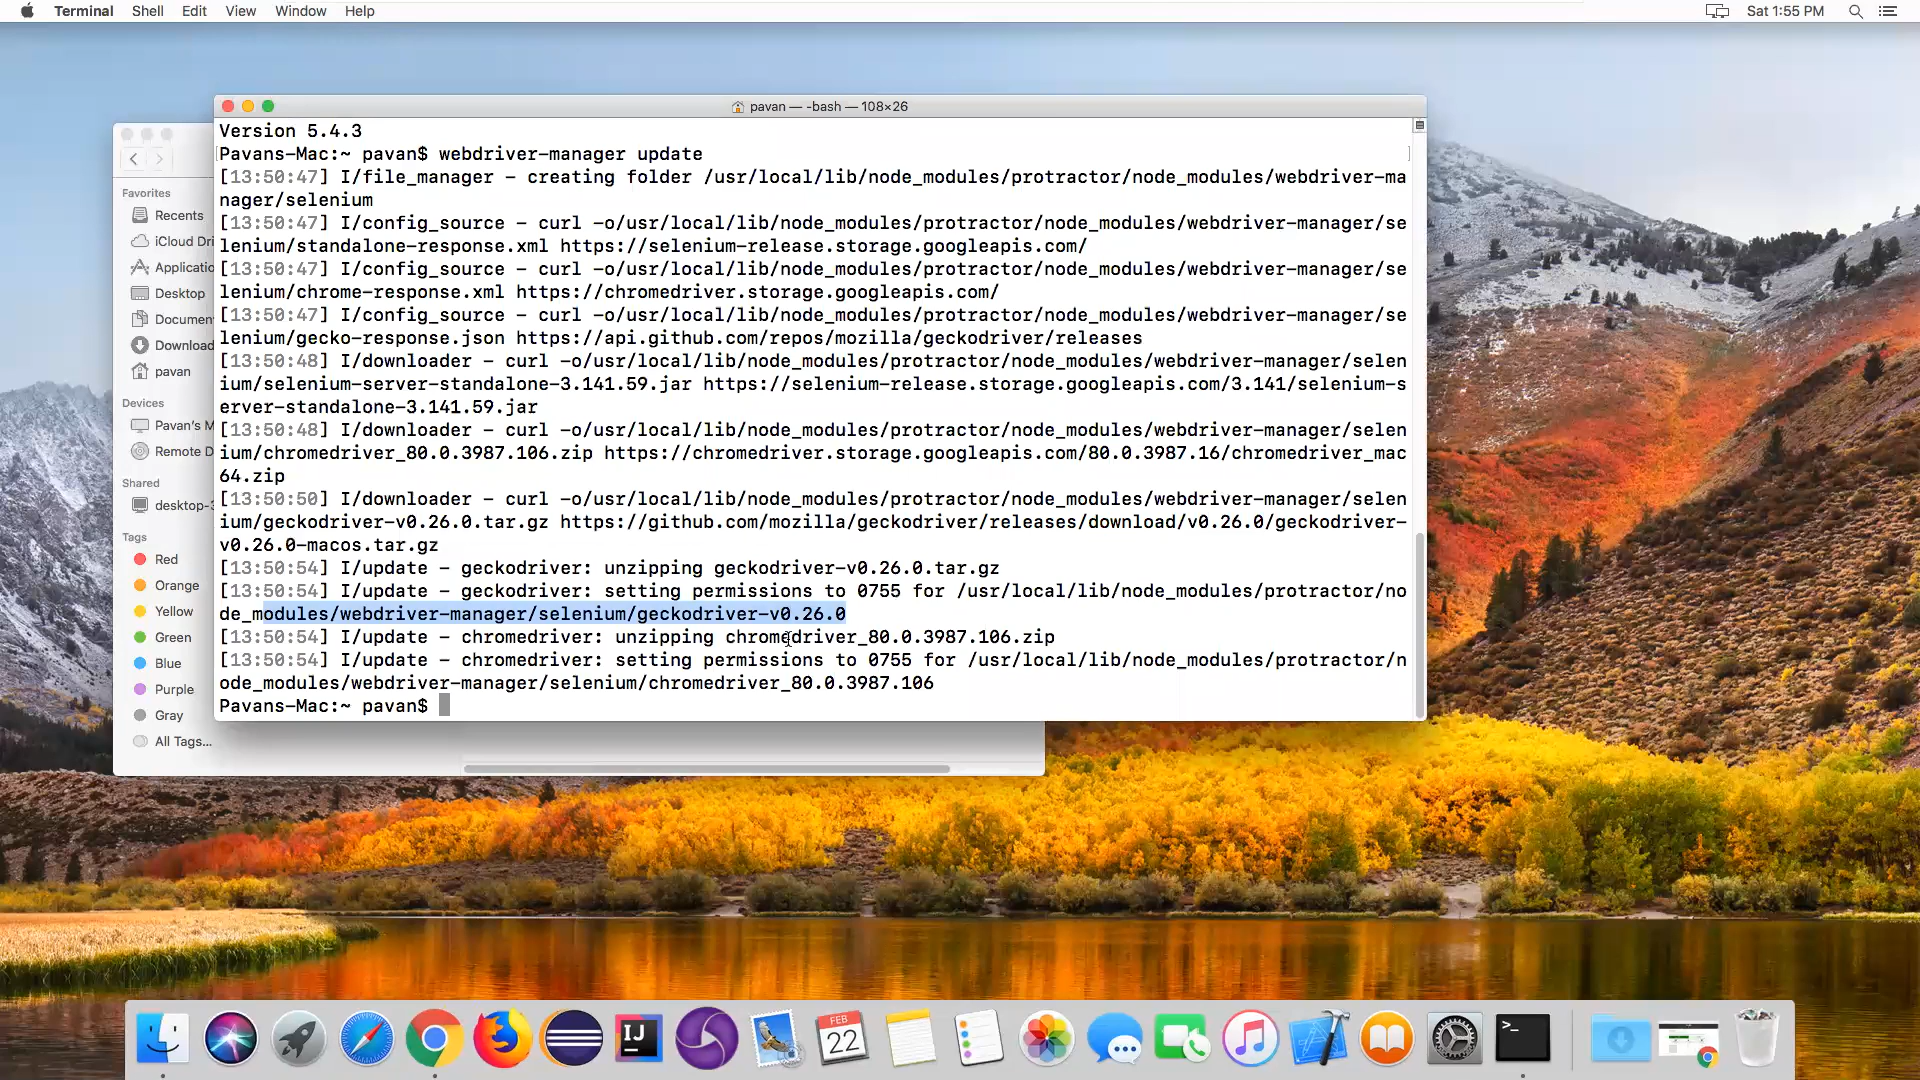 Terminal Shell Edit View Window Help
Sat 1:55 PM
pavan — -bash — 108×26
Version 5.4.3
Pavans-Mac:~ pavan$ webdriver-manager update
[13:50:47] I/file_manager - creating folder /usr/local/lib/node_modules/protractor/node_modules/webdriver-ma
nager/selenium
[13:50:47] I/config_source - curl -o/usr/local/lib/node_modules/protractor/node_modules/webdriver-manager/se
lenium/standalone-response.xml https://selenium-release.storage.googleapis.com/
[13:50:47] I/config_source - curl -o/usr/local/lib/node_modules/protractor/node_modules/webdriver-manager/se
lenium/chrome-response.xml https://chromedriver.storage.googleapis.com/
[13:50:47] I/config_source - curl -o/usr/local/lib/node_modules/protractor/node_modules/webdriver-manager/se
lenium/gecko-response.json https://api.github.com/repos/mozilla/geckodriver/releases
[13:50:48] I/downloader - curl -o/usr/local/lib/node_modules/protractor/node_modules/webdriver-manager/selen
ium/selenium-server-standalone-3.141.59.jar https://selenium-release.storage.googleapis.com/3.141/selenium-s
erver-standalone-3.141.59.jar
[13:50:48] I/downloader - curl -o/usr/local/lib/node_modules/protractor/node_modules/webdriver-manager/selen
ium/chromedriver_80.0.3987.106.zip https://chromedriver.storage.googleapis.com/80.0.3987.16/chromedriver_mac
64.zip
[13:50:50] I/downloader - curl -o/usr/local/lib/node_modules/protractor/node_modules/webdriver-manager/selen
ium/geckodriver-v0.26.0.tar.gz https://github.com/mozilla/geckodriver/releases/download/v0.26.0/geckodriver-
v0.26.0-macos.tar.gz
[13:50:54] I/update - geckodriver: unzipping geckodriver-v0.26.0.tar.gz
[13:50:54] I/update - geckodriver: setting permissions to 0755 for /usr/local/lib/node_modules/protractor/no
de_modules/webdriver-manager/selenium/geckodriver-v0.26.0
[13:50:54] I/update - chromedriver: unzipping chromedriver_80.0.3987.106.zip
[13:50:54] I/update - chromedriver: setting permissions to 0755 for /usr/local/lib/node_modules/protractor/n
ode_modules/webdriver-manager/selenium/chromedriver_80.0.3987.106
Pavans-Mac:~ pavan$
Favorites
Recents
iCloud Dri
Applicatio
Desktop
Documen
Download
pavan
Devices
Pavan's M
Remote D
Shared
desktop-3
Tags
Red
Orange
Yellow
Green
Blue
Purple
Gray
All Tags...
IJ
FEB
22
>_